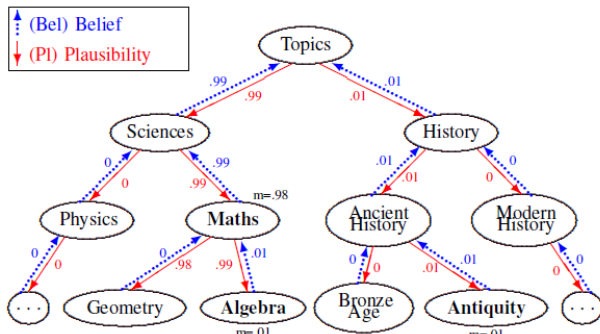 (Bel) Belief
(Pl) Plausibility
Topics
.99
.99
.01
.01
Sciences
History
0
0
.99
.99
.01
.01
0
0
m=.98
Physics
Maths
Ancient
History
Modern
History
0
0
0
.98
.99
.01
0
0
.01
.01
0
0
...
Geometry
Algebra
Bronze
Age
Antiquity
...
m=.01
m=.01